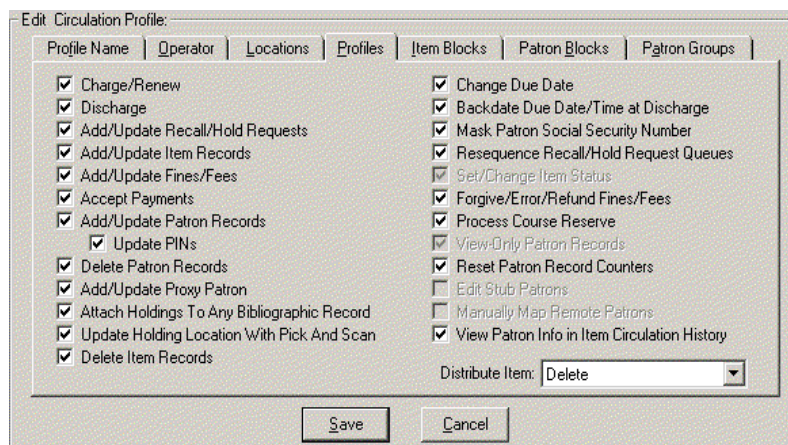 Edit Circulation Profile:
Profile Name
Operator
Locations
Profiles
Item Blocks
Patron Blocks
Patron Groups
Charge/Renew
Discharge
Add/Update Recall/Hold Requests
Add/Update Item Records
Add/Update Fines/Fees
Accept Payments
Add/Update Patron Records
Update PINs
Delete Patron Records
Add/Update Proxy Patron
Attach Holdings To Any Bibliographic Record
Update Holding Location With Pick And Scan
Delete Item Records
Change Due Date
Backdate Due Date/Time at Discharge
Mask Patron Social Security Number
Resequence Recall/Hold Request Queues
Set/Change Item Status
Forgive/Error/Refund Fines/Fees
Process Course Reserve
View-Only Patron Records
Reset Patron Record Counters
Edit Stub Patrons
Manually Map Remote Patrons
View Patron Info in Item Circulation History
Distribute Item: Delete
Save
Cancel